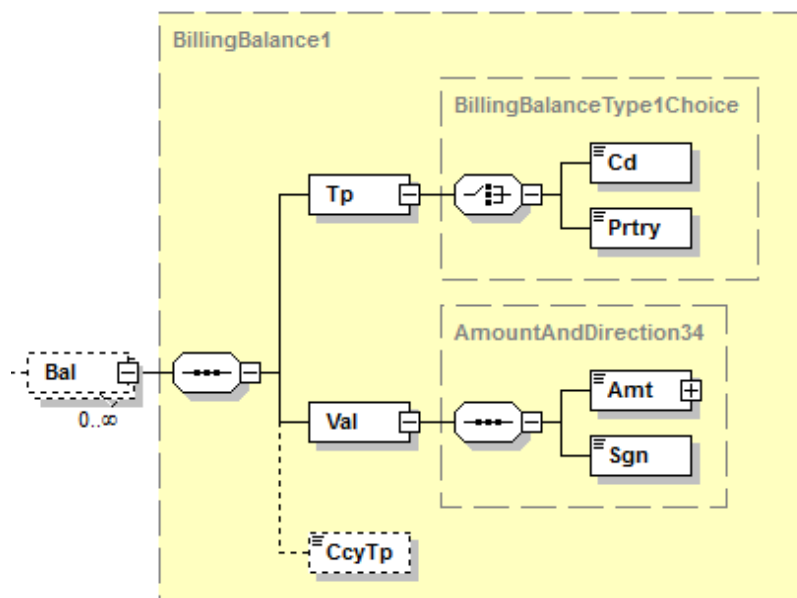 BillingBalance1
BillingBalanceType1Choice
Cd
Tp
Prtry
AmountAndDirection34
Bal
0..∞
Amt
Val
Sgn
CcyTp